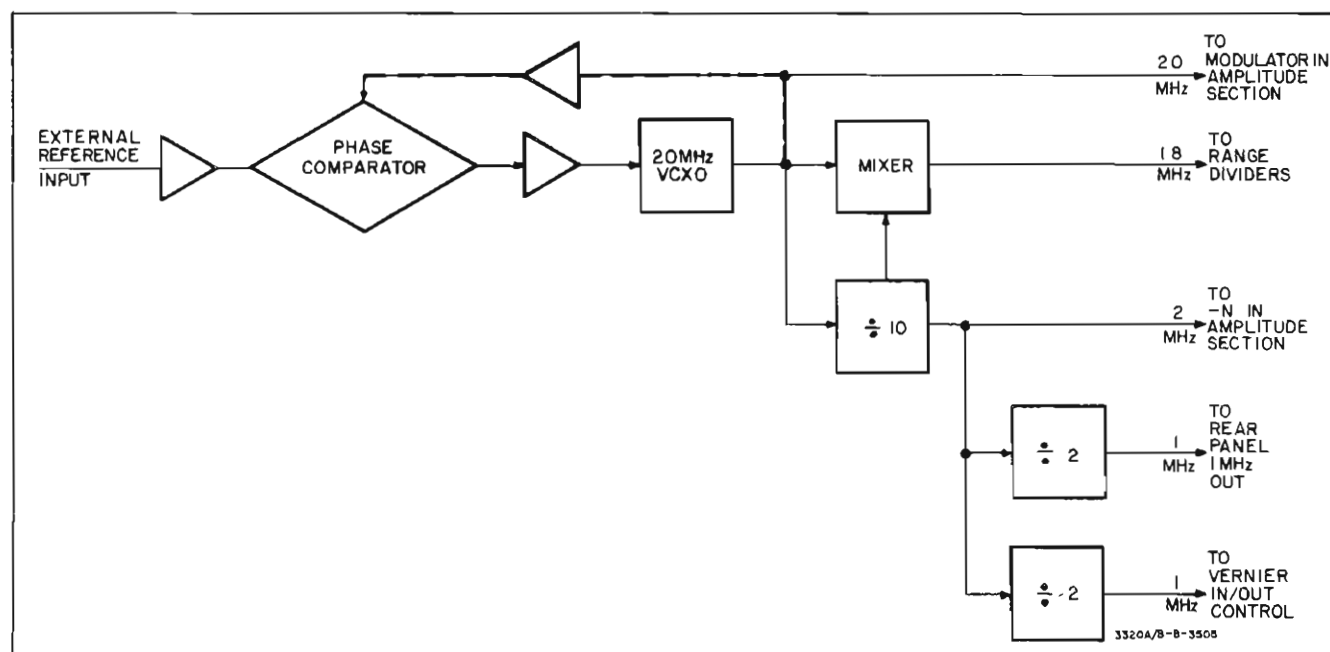 20
MHz
TO
MODULATOR IN
AMPLITUDE
SECTION
EXTERNAL
REFERENCE
INPUT
PHASE
COMPARATOR
20MHz
VCXO
MIXER
18
MHz
TO
RANGE
DIVIDERS
÷ 10
2
MHz
TO
-N IN
AMPLITUDE
SECTION
÷ 2
1
MHz
TO
REAR
PANEL
1MHz
OUT
÷ 2
1
MHz
TO
VERNIER
IN/OUT
CONTROL
3320A/B-B-3508